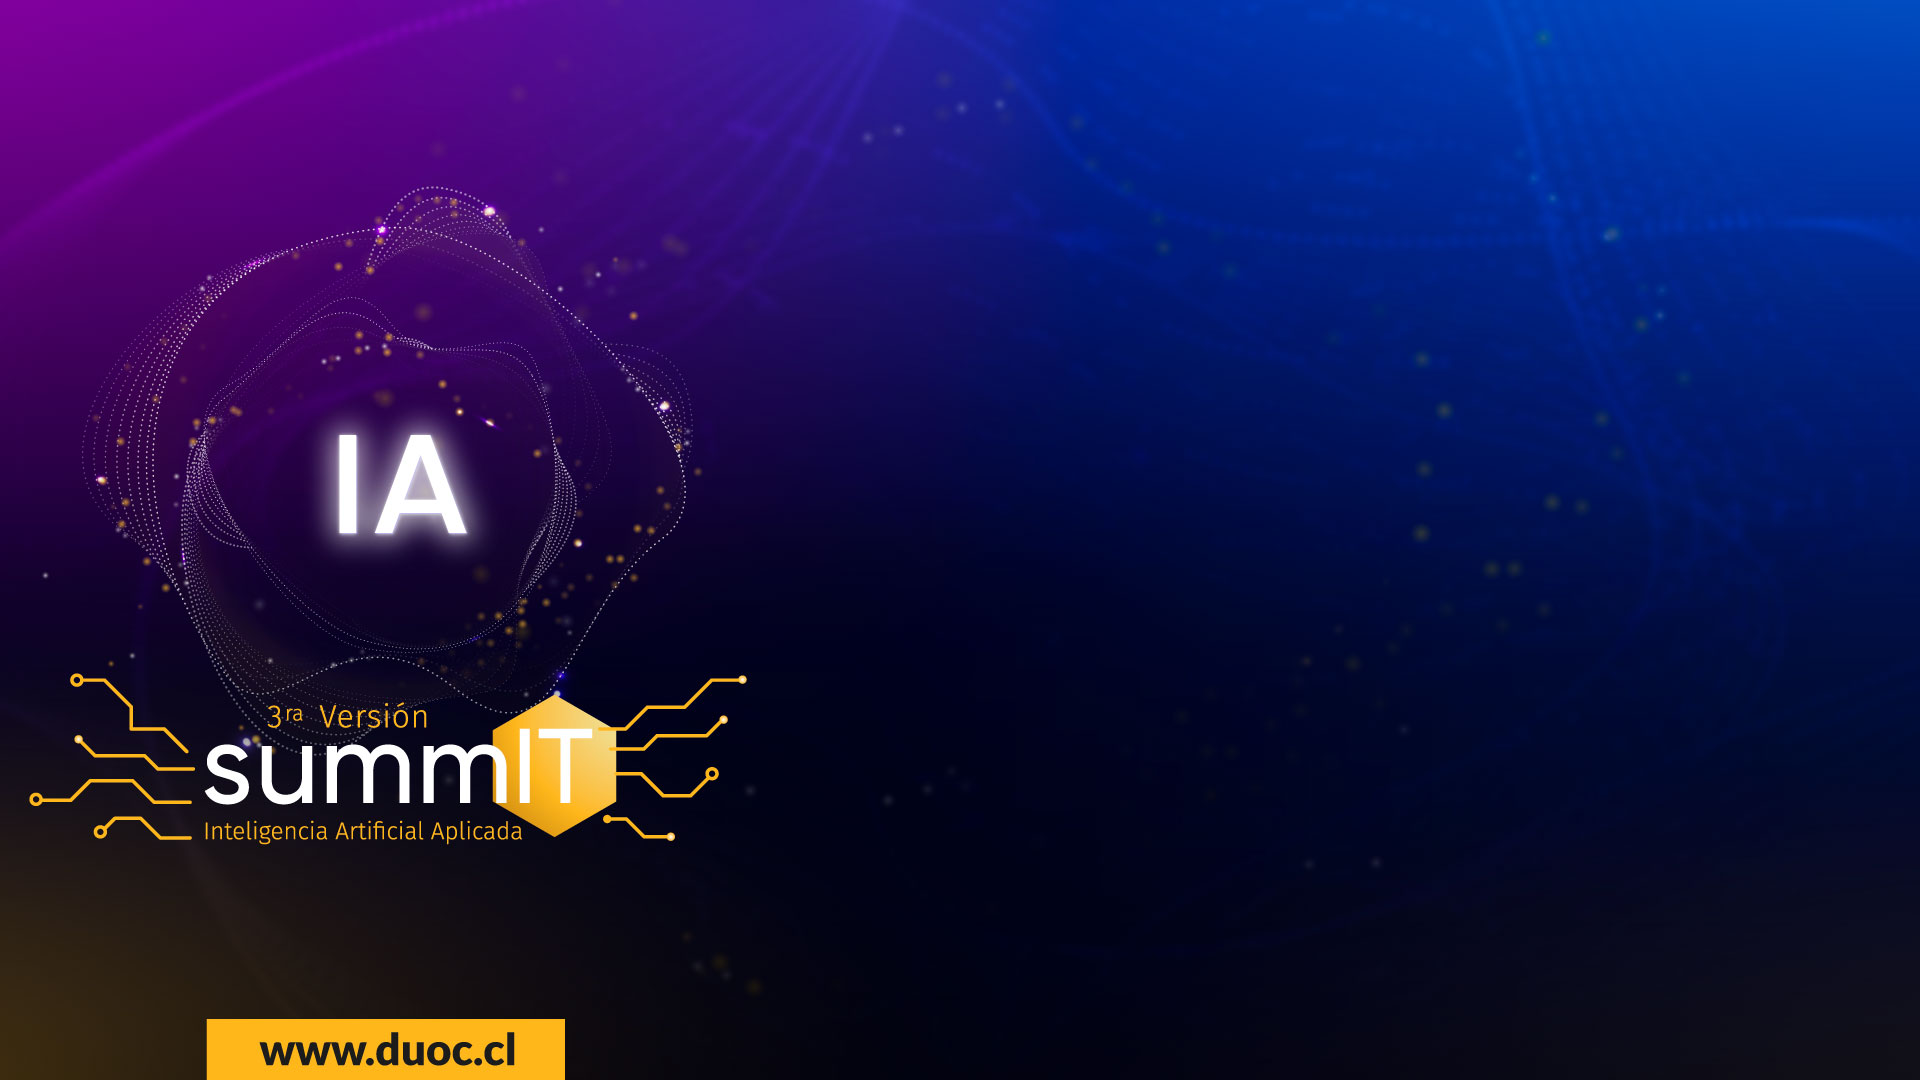 IA
3ra Versión
summIT
Inteligencia Artificial Aplicada
www.duoc.cl